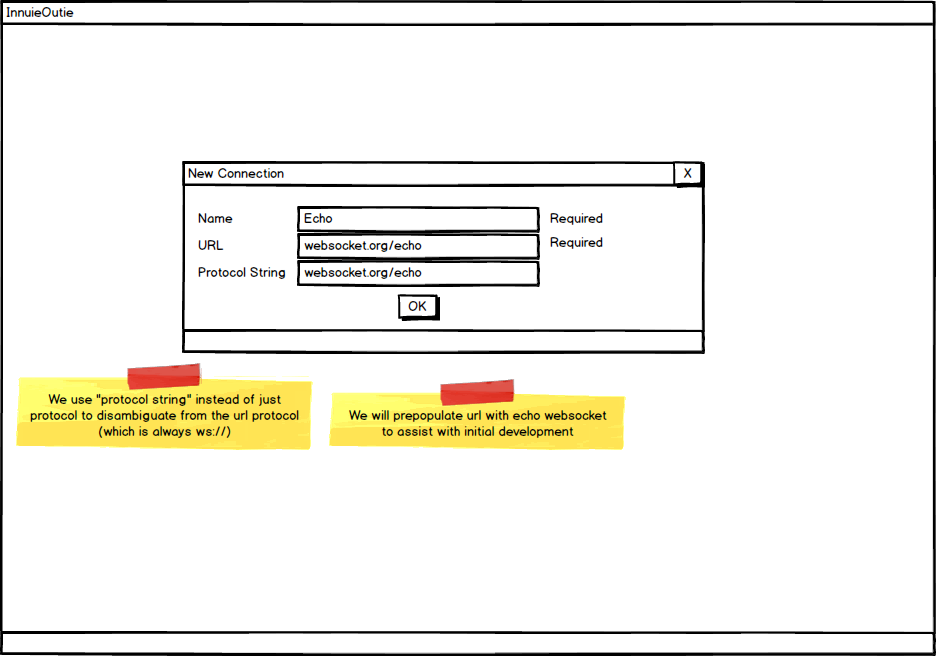 InnuieOutie
New Connection X
Name Echo Required
URL websocket.org/echo Required
Protocol String websocket.org/echo
OK
We use "protocol string" instead of just
protocol to disambiguate from the url protocol
(which is always ws://)
We will prepopulate url with echo websocket
to assist with initial development